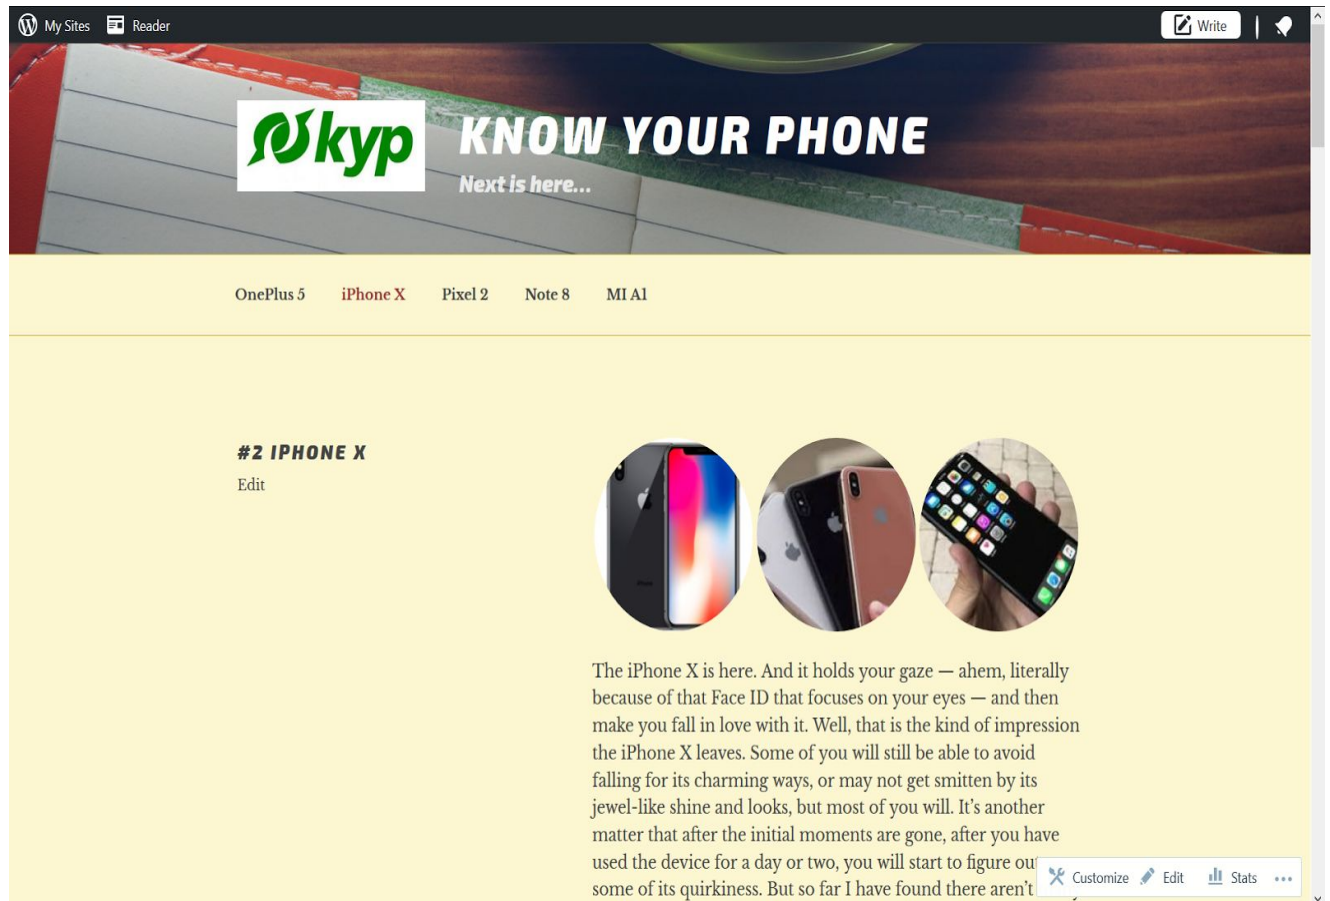 My Sites Reader Write
kyp
KNOW YOUR PHONE
Next is here...
OnePlus 5 iPhone X Pixel 2 Note 8 MI A1
#2 IPHONE X
Edit
The iPhone X is here. And it holds your gaze — ahem, literally
because of that Face ID that focuses on your eyes — and then
make you fall in love with it. Well, that is the kind of impression
the iPhone X leaves. Some of you will still be able to avoid
falling for its charming ways, or may not get smitten by its
jewel-like shine and looks, but most of you will. It’s another
matter that after the initial moments are gone, after you have
used the device for a day or two, you will start to figure
some of its quirkiness. But so far I have found there aren’t
Customize Edit Stats